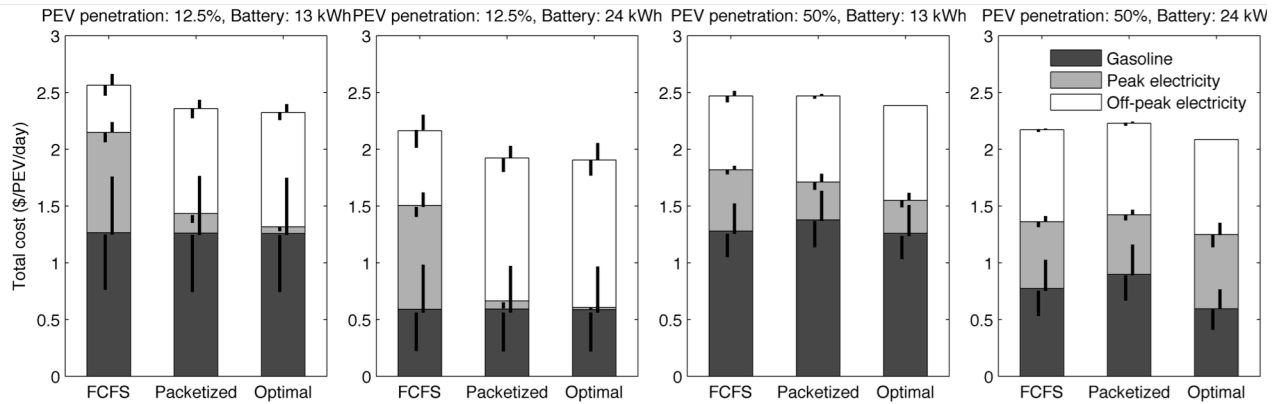 PEV penetration: 12.5%, Battery: 13 kWh
PEV penetration: 12.5%, Battery: 24 kWh
PEV penetration: 50%, Battery: 13 kWh
PEV penetration: 50%, Battery: 24 kW
Total cost ($/PEV/day)
3
2.5
2
1.5
1
0.5
0
FCFS Packetized Optimal
3
2.5
2
1.5
1
0.5
0
FCFS Packetized Optimal
3
2.5
2
1.5
1
0.5
0
FCFS Packetized Optimal
3
2.5
2
1.5
1
0.5
0
Gasoline
Peak electricity
Off-peak electricity
FCFS Packetized Optimal